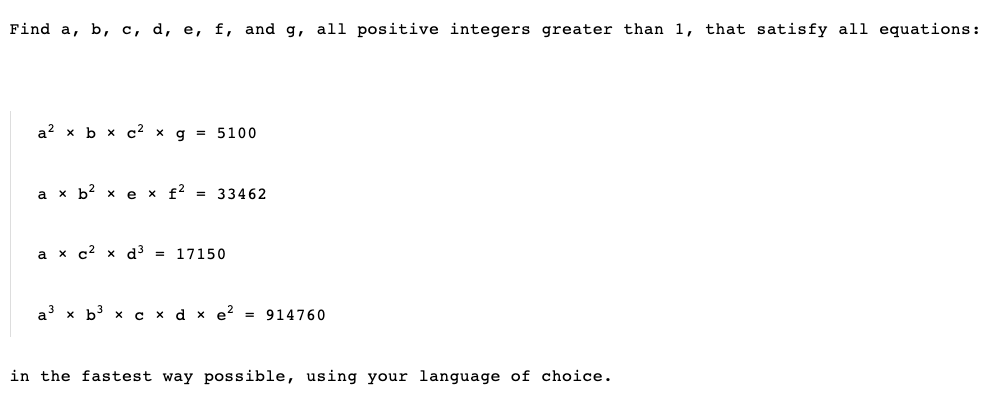 Find a, b, c, d, e, f, and g, all positive integers greater than 1, that satisfy all equations:
a² × b × c² × g = 5100
a × b² × e × f² = 33462
a × c² × d³ = 17150
a³ × b³ × c × d × e² = 914760
in the fastest way possible, using your language of choice.